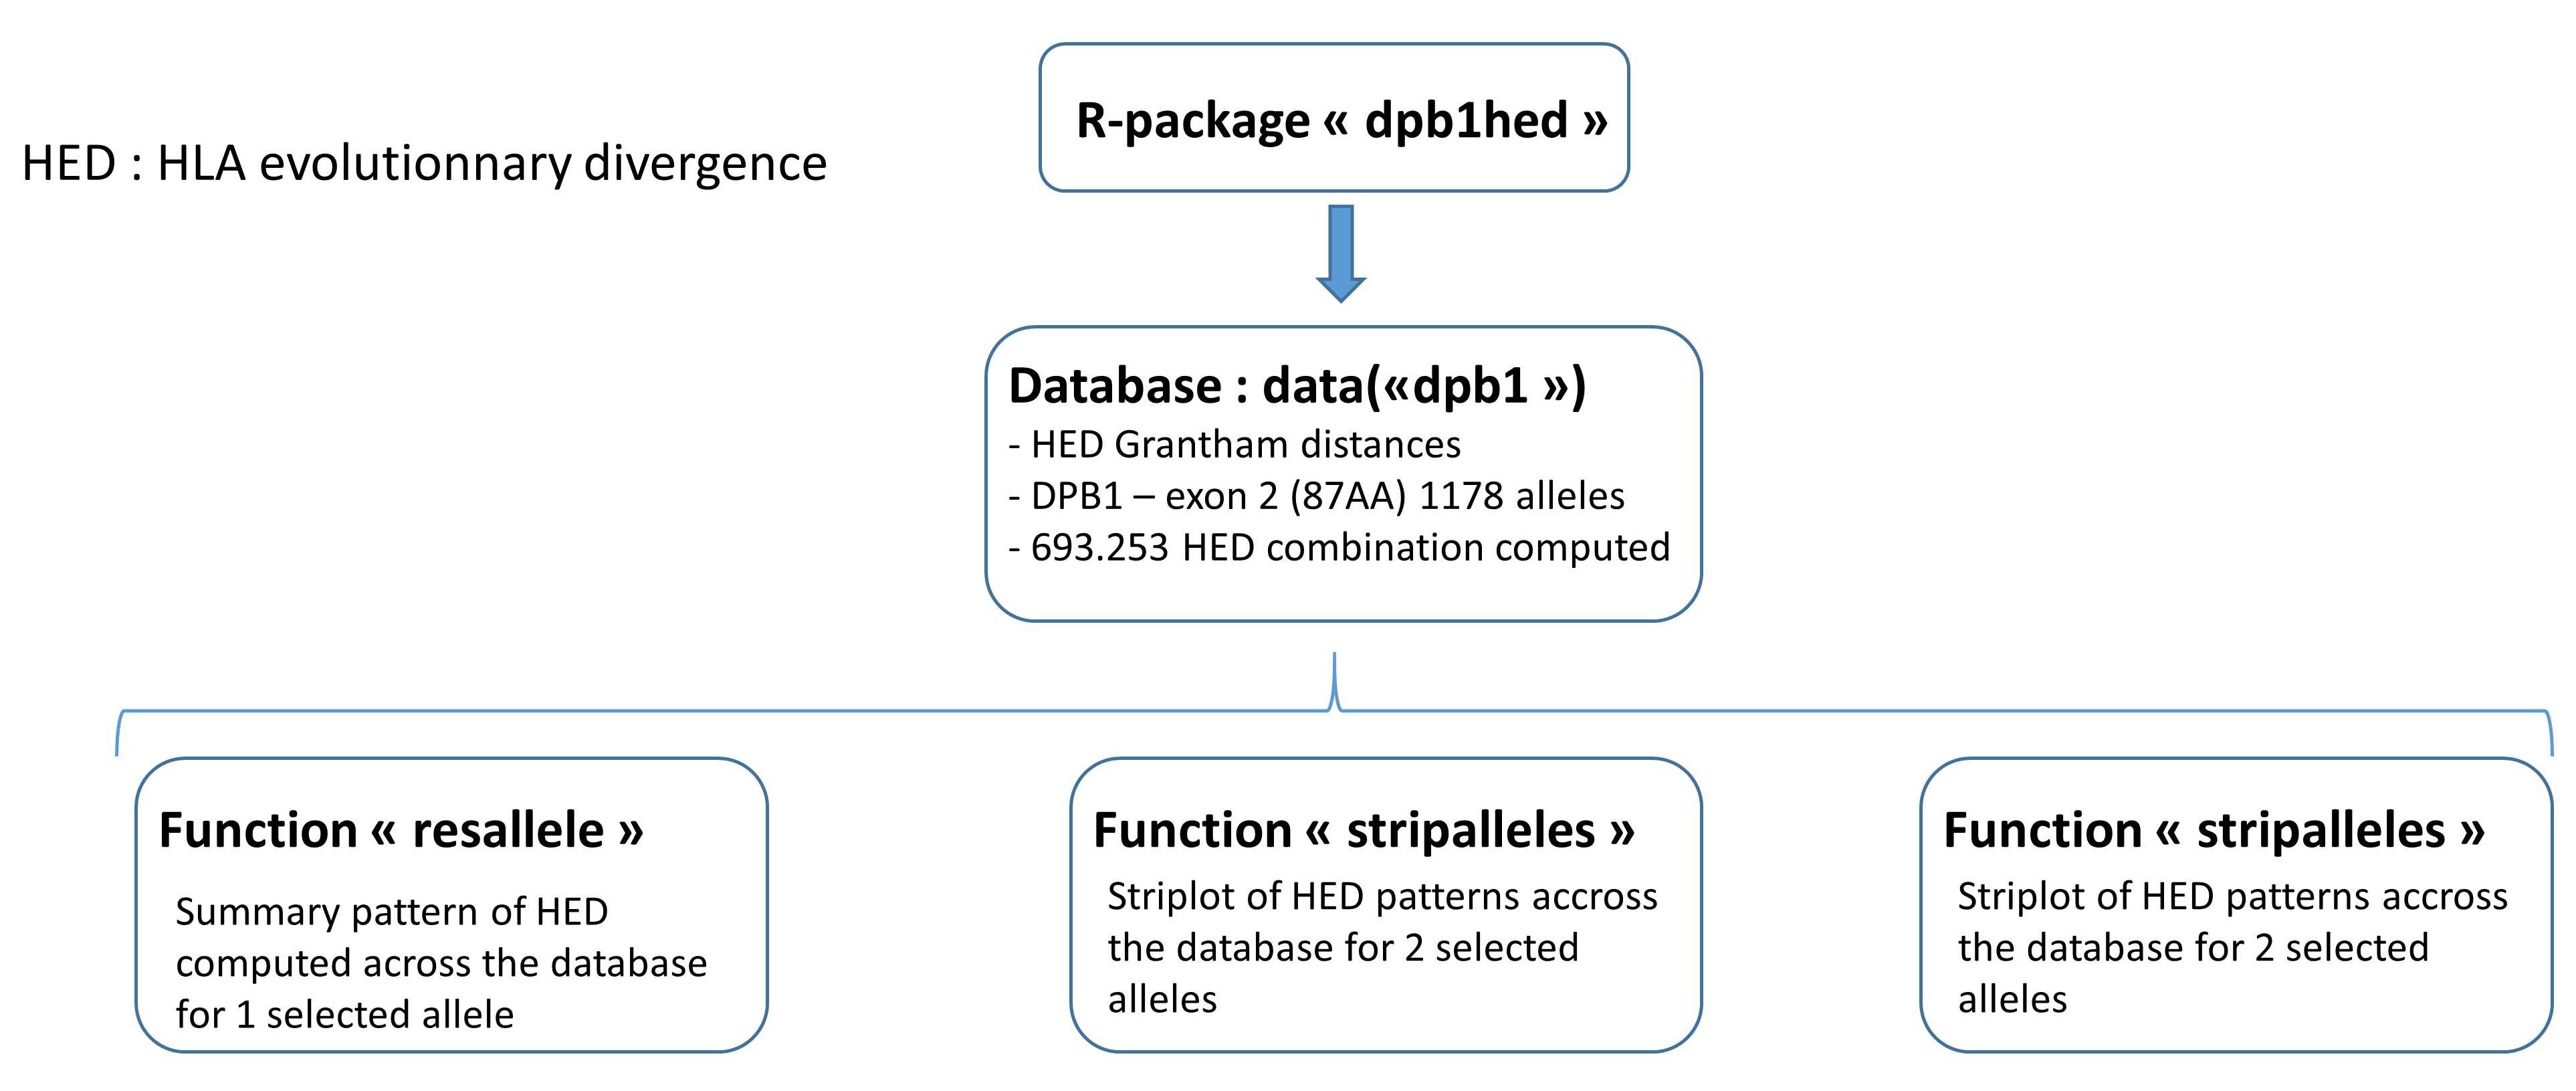 R-package « dpb1hed »
HED : HLA evolutionnary divergence
Database : data(«dpb1 »)
- HED Grantham distances
- DPB1 – exon 2 (87AA) 1178 alleles
- 693.253 HED combination computed
Function « resallele »
Summary pattern of HED
computed across the database
for 1 selected allele
Function « stripalleles »
Striplot of HED patterns accross
the database for 2 selected
alleles
Function « stripalleles »
Striplot of HED patterns accross
the database for 2 selected
alleles